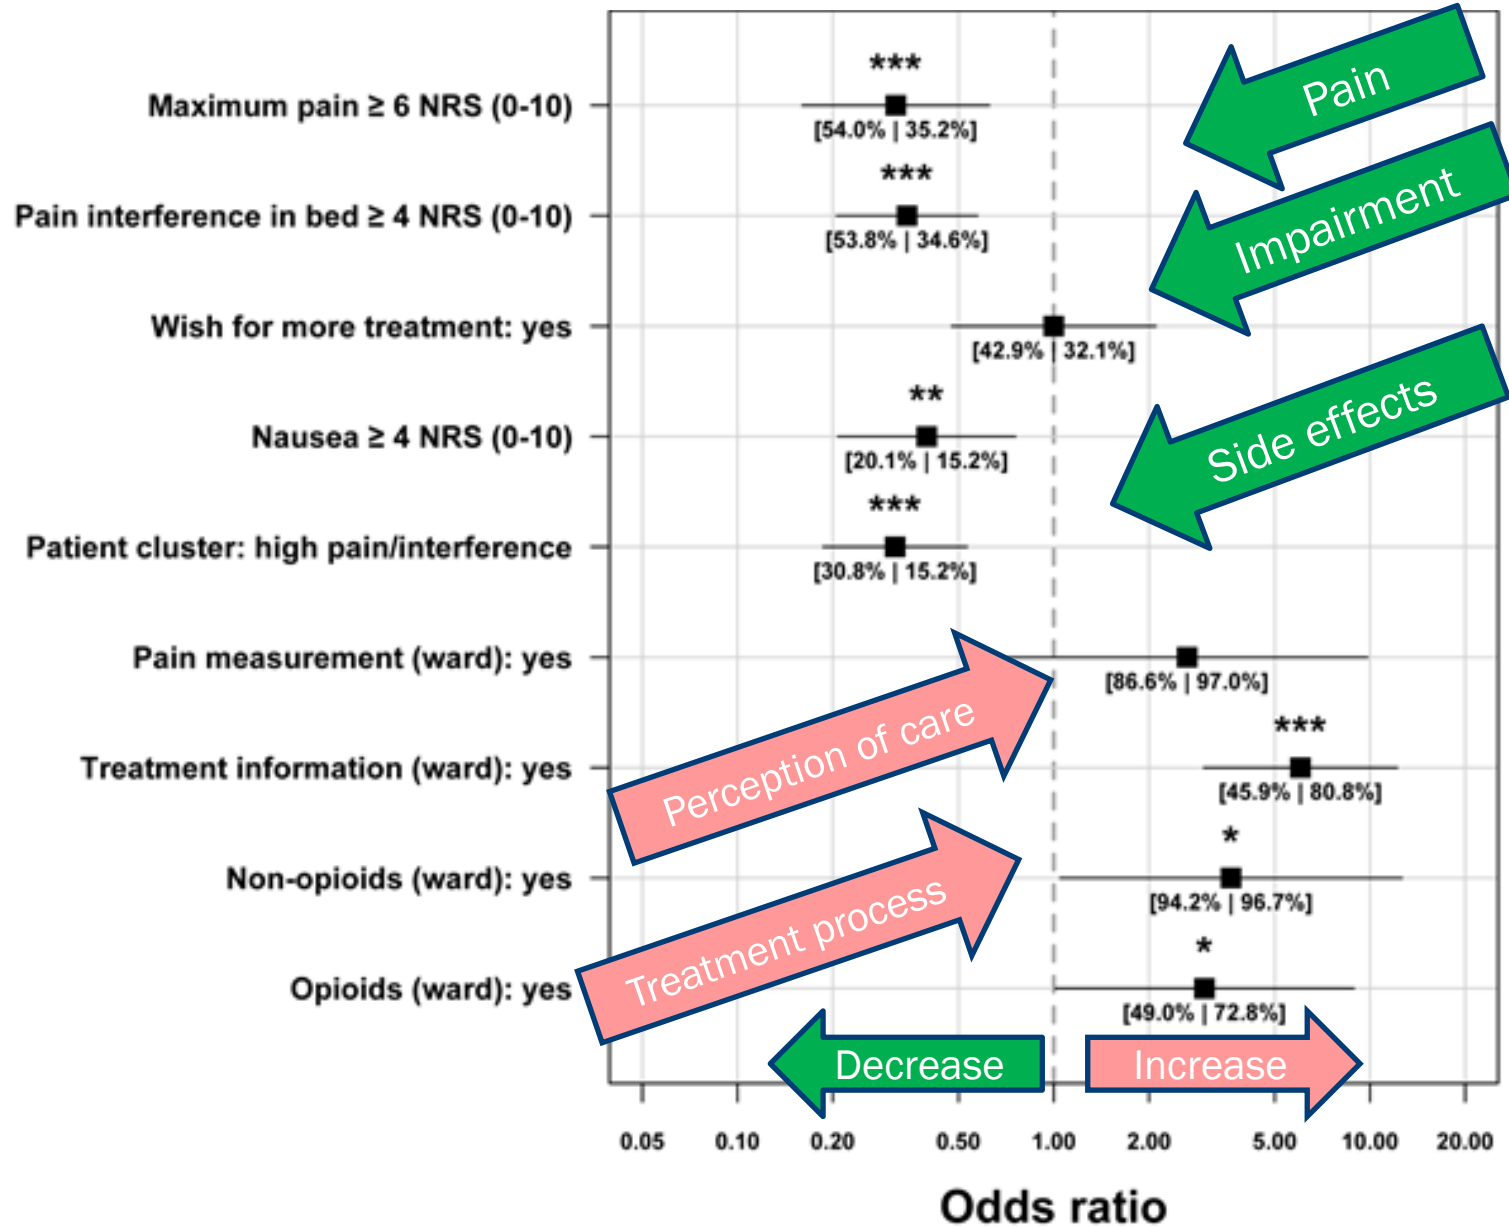 ***
Maximum pain ≥ 6 NRS (0-10)
[54.0% | 35.2%]
Pain
***
Pain interference in bed ≥ 4 NRS (0-10)
[53.8% | 34.6%]
Impairment
Wish for more treatment: yes
[42.9% | 32.1%]
**
Nausea ≥ 4 NRS (0-10)
[20.1% | 15.2%]
Side effects
***
Patient cluster: high pain/interference
[30.8% | 15.2%]
Pain measurement (ward): yes
[86.6% | 97.0%]
Perception of care
***
Treatment information (ward): yes
[45.9% | 80.8%]
*
Non-opioids (ward): yes
[94.2% | 96.7%]
Treatment process
*
Opioids (ward): yes
[49.0% | 72.8%]
Decrease
Increase
0.05 0.10 0.20 0.50 1.00 2.00 5.00 10.00 20.00
Odds ratio